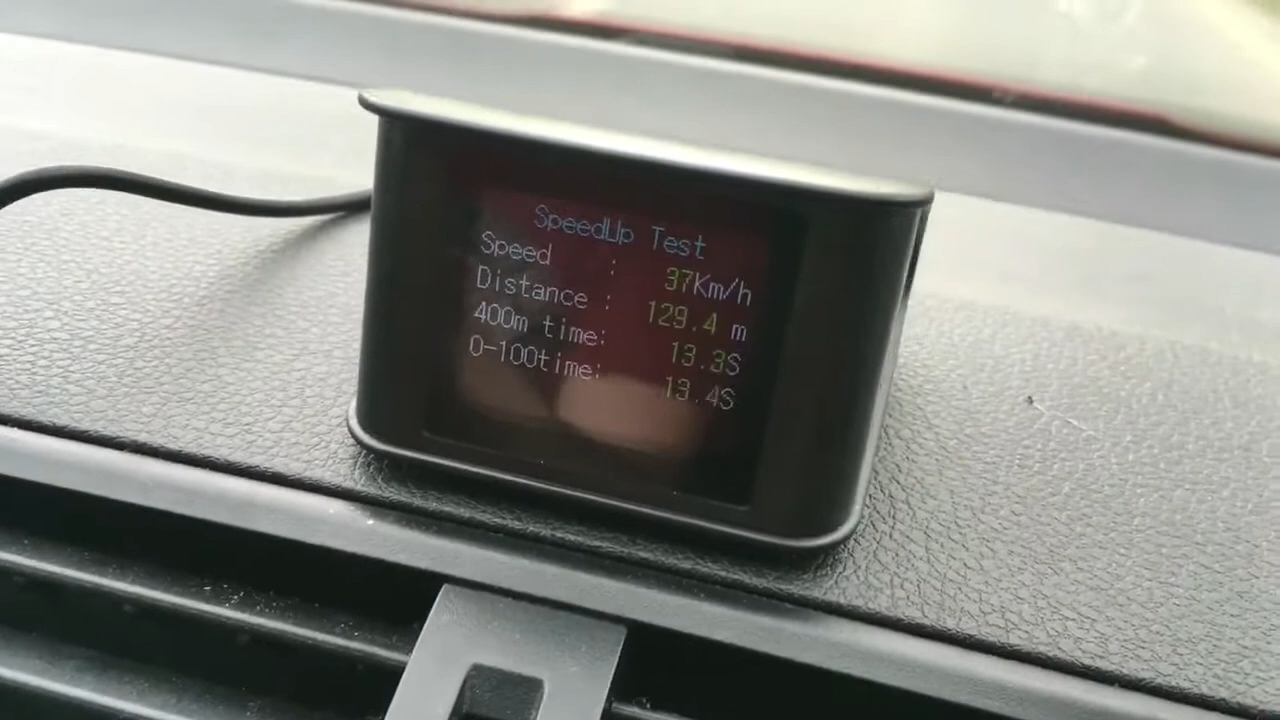 SpeedUp Test
Speed : 37Km/h
Distance : 129.4 m
400m time: 13.3S
0-100time: 13.4S